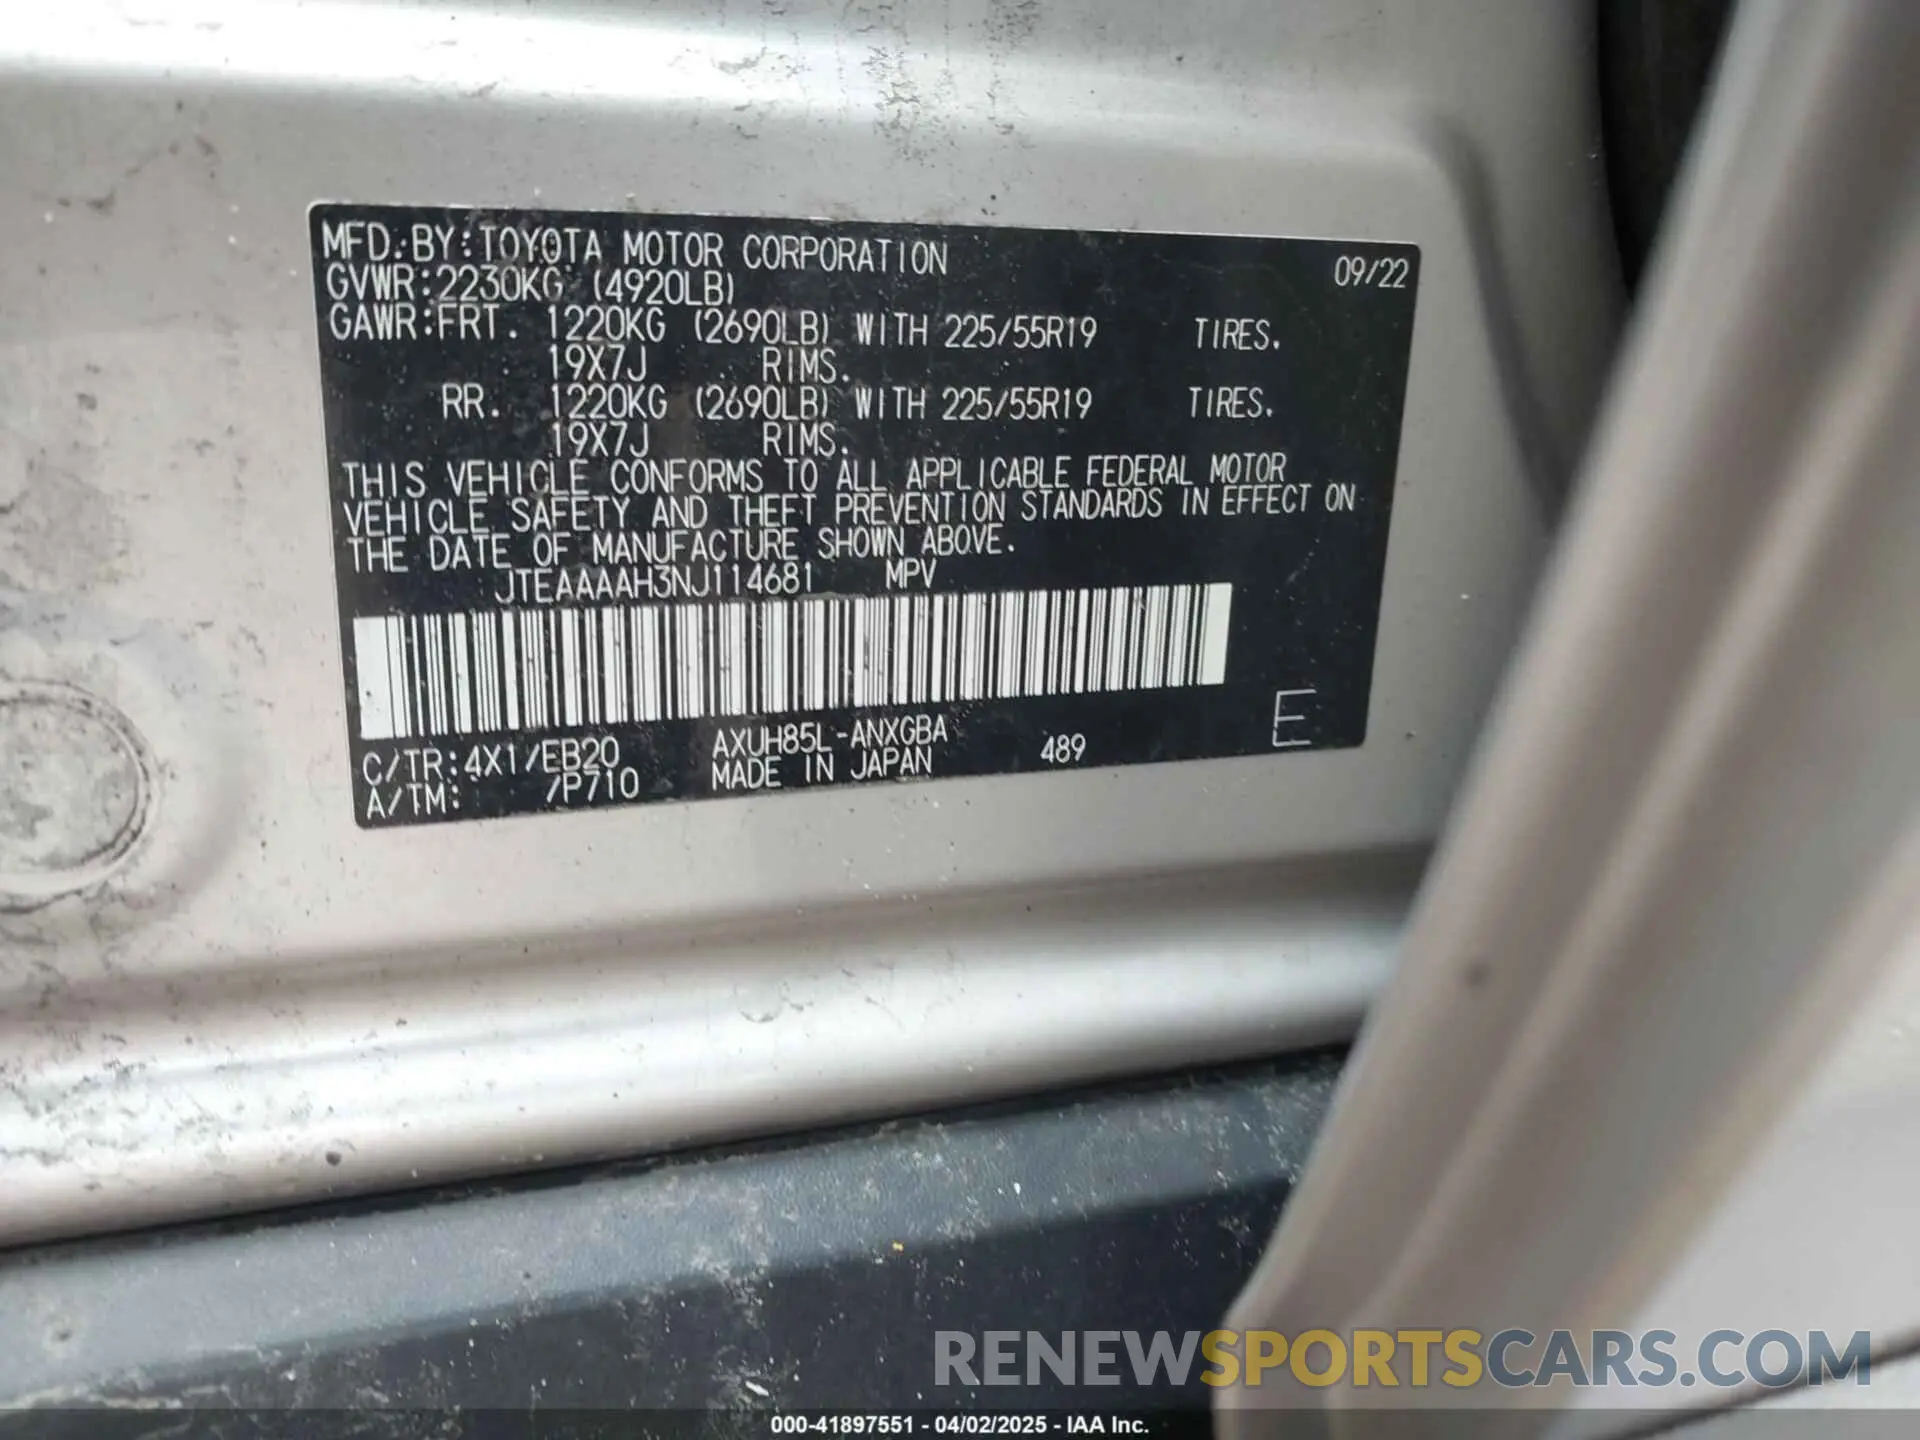 MFD. BY: TOYOTA MOTOR CORPORATION 09/22
GVWR: 2230KG (4920LB)
GAWR: FRT. 1220KG (2690LB) WITH 225/55R19 TIRES.
19X7J RIMS.
RR. 1220KG (2690LB) WITH 225/55R19 TIRES.
19X7J RIMS.
THIS VEHICLE CONFORMS TO ALL APPLICABLE FEDERAL MOTOR
VEHICLE SAFETY AND THEFT PREVENTION STANDARDS IN EFFECT ON
THE DATE OF MANUFACTURE SHOWN ABOVE.
JTEAAAAH3NJ114681 MPV
C/TR: 4X1/EB20 AXUH85L-ANXGBA 489 E
A/TM: /P710 MADE IN JAPAN
RENEWSPORTSCARS.COM
000-41897551 - 04/02/2025 - IAA Inc.